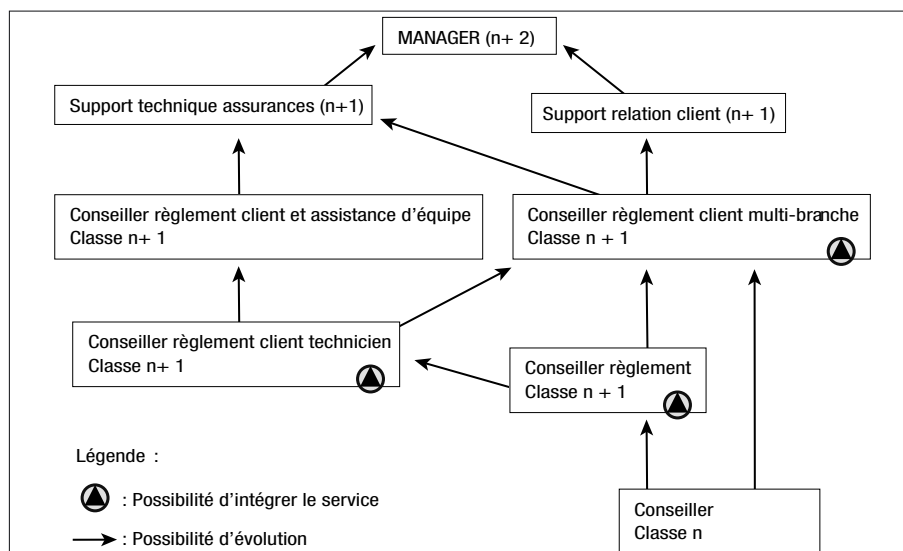 MANAGER (n+ 2)
Support technique assurances (n+1)
Support relation client (n+ 1)
Conseiller règlement client et assistance d'équipe
Classe n+ 1
Conseiller règlement client multi-branche
Classe n + 1
Conseiller règlement client technicien
Classe n+ 1
Conseiller règlement
Classe n + 1
Légende :
: Possibilité d'intégrer le service
: Possibilité d'évolution
Conseiller
Classe n